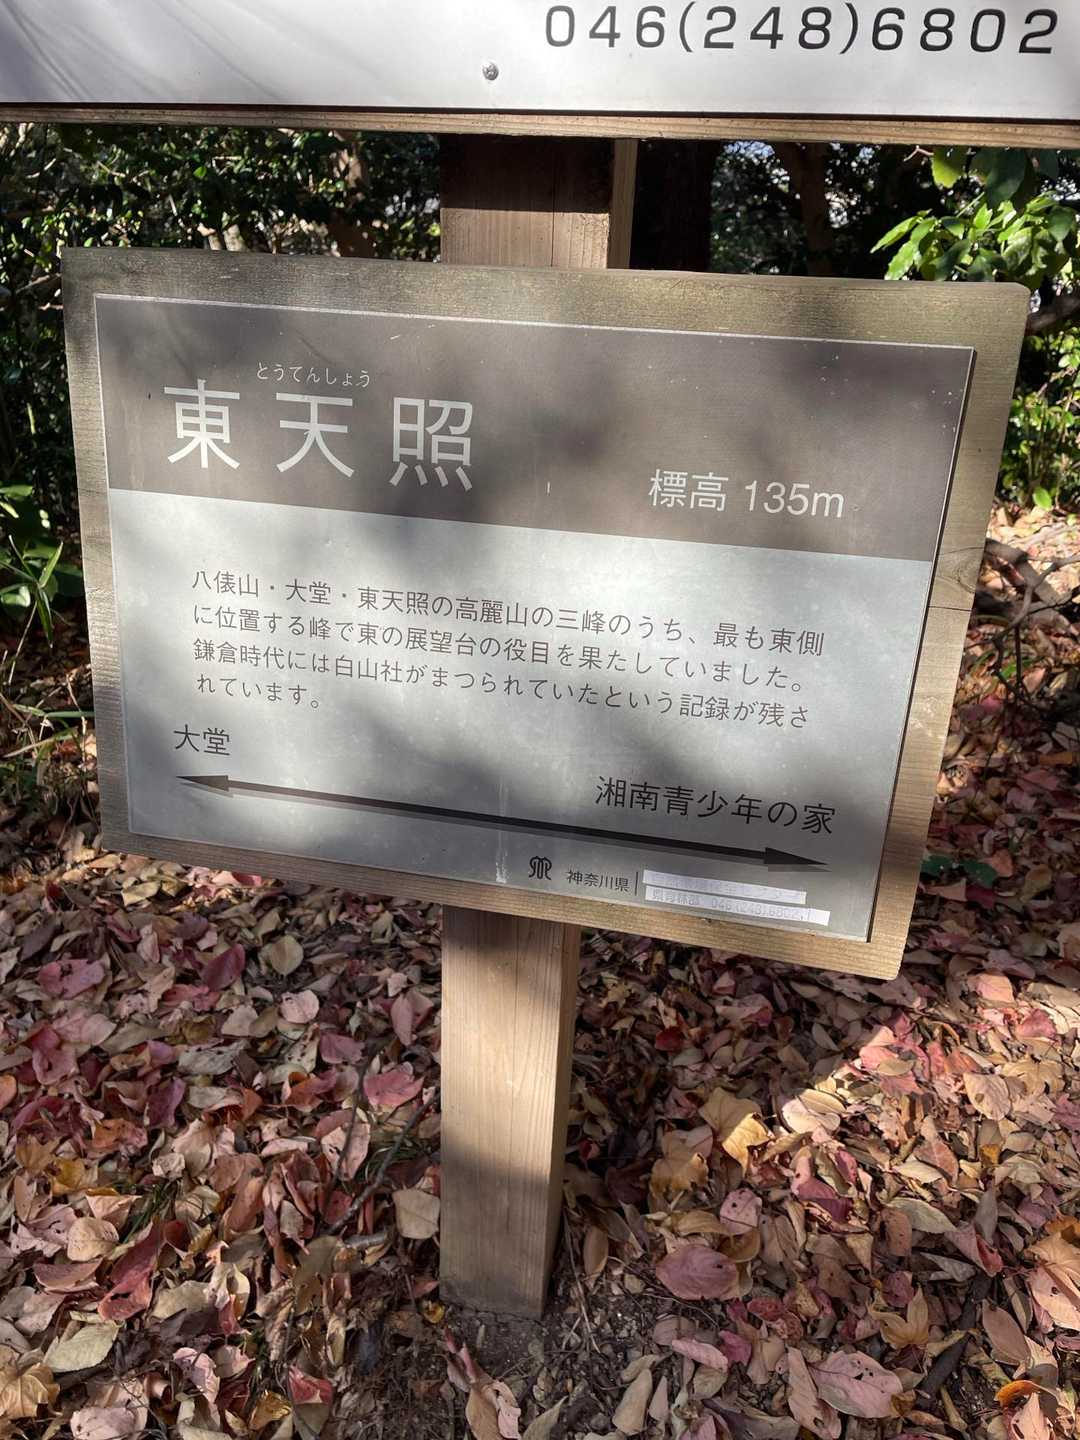 046(248)6802
とうてんしょう
東天照
標高 135m
八俵山・大堂・東天照の高麗山の三峰のうち、最も東側
に位置する峰で東の展望台の役目を果たしていました。
鎌倉時代には白山社がまつられていたという記録が残さ
れています。
大堂
湘南青少年の家
神奈川県
046(248)6802